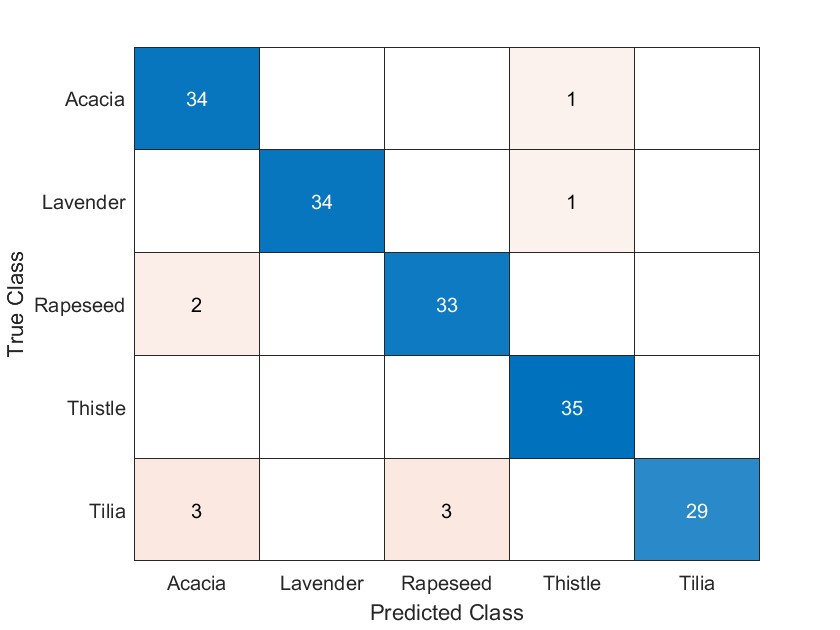 True Class
Acacia 34 1
Lavender 34 1
Rapeseed 2 33
Thistle 35
Tilia 3 3 29
Acacia Lavender Rapeseed Thistle Tilia
Predicted Class